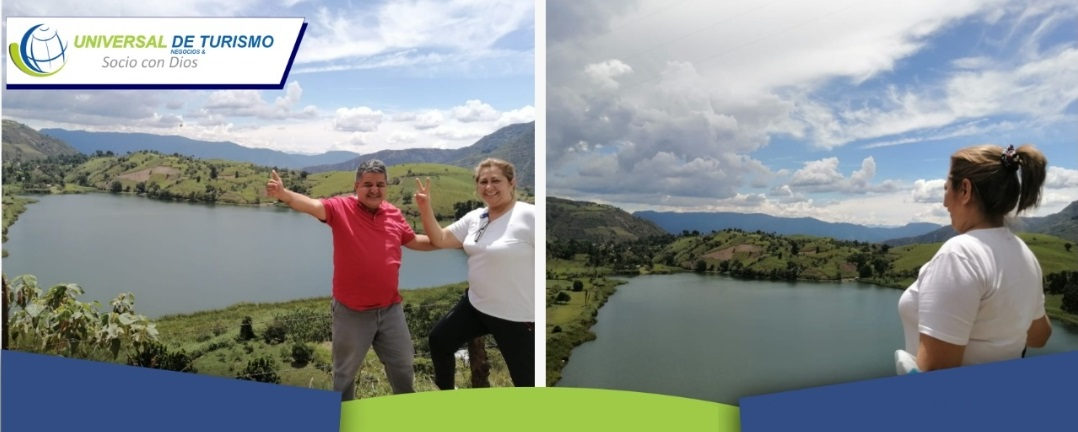 UNIVERSAL DE TURISMO
NEGOCIOS &
Socio con Dios